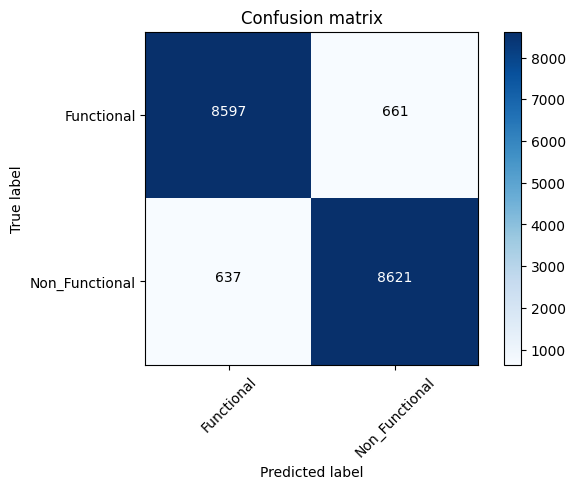 Confusion matrix
True label
Functional
Non_Functional
8597
661
637
8621
Functional
Non_Functional
Predicted label
8000
7000
6000
5000
4000
3000
2000
1000